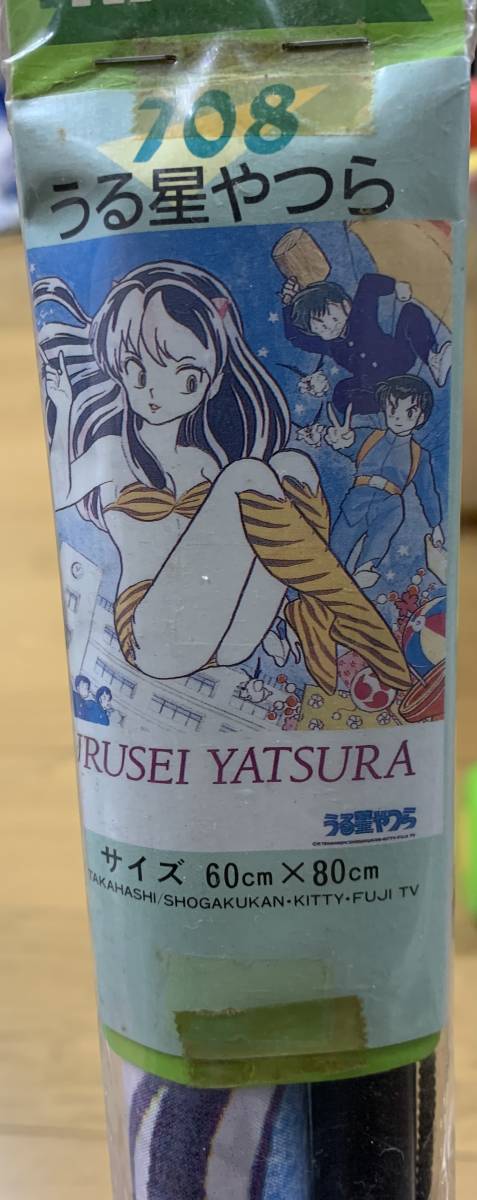 708
うる星やつら
URUSEI YATSURA
うる星やつら
サイズ 60cm×80cm
TAKAHASHI/SHOGAKUKAN・KITTY・FUJI TV